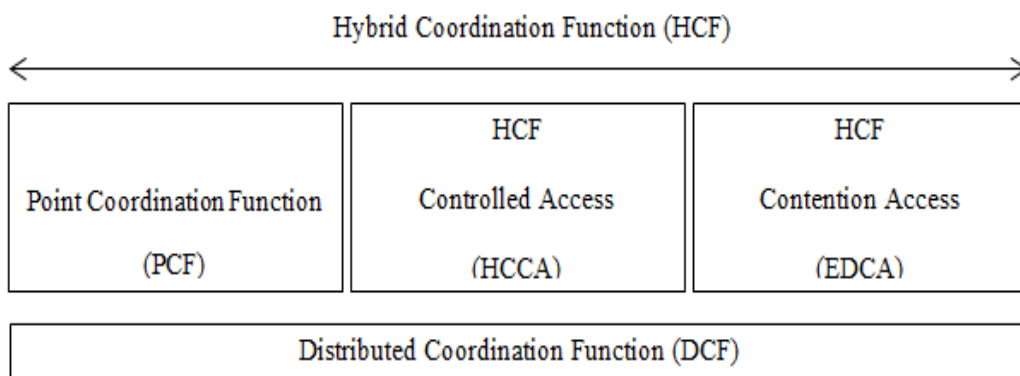 Hybrid Coordination Function (HCF)
Point Coordination Function
(PCF)
HCF
Controlled Access
(HCCA)
HCF
Contention Access
(EDCA)
Distributed Coordination Function (DCF)